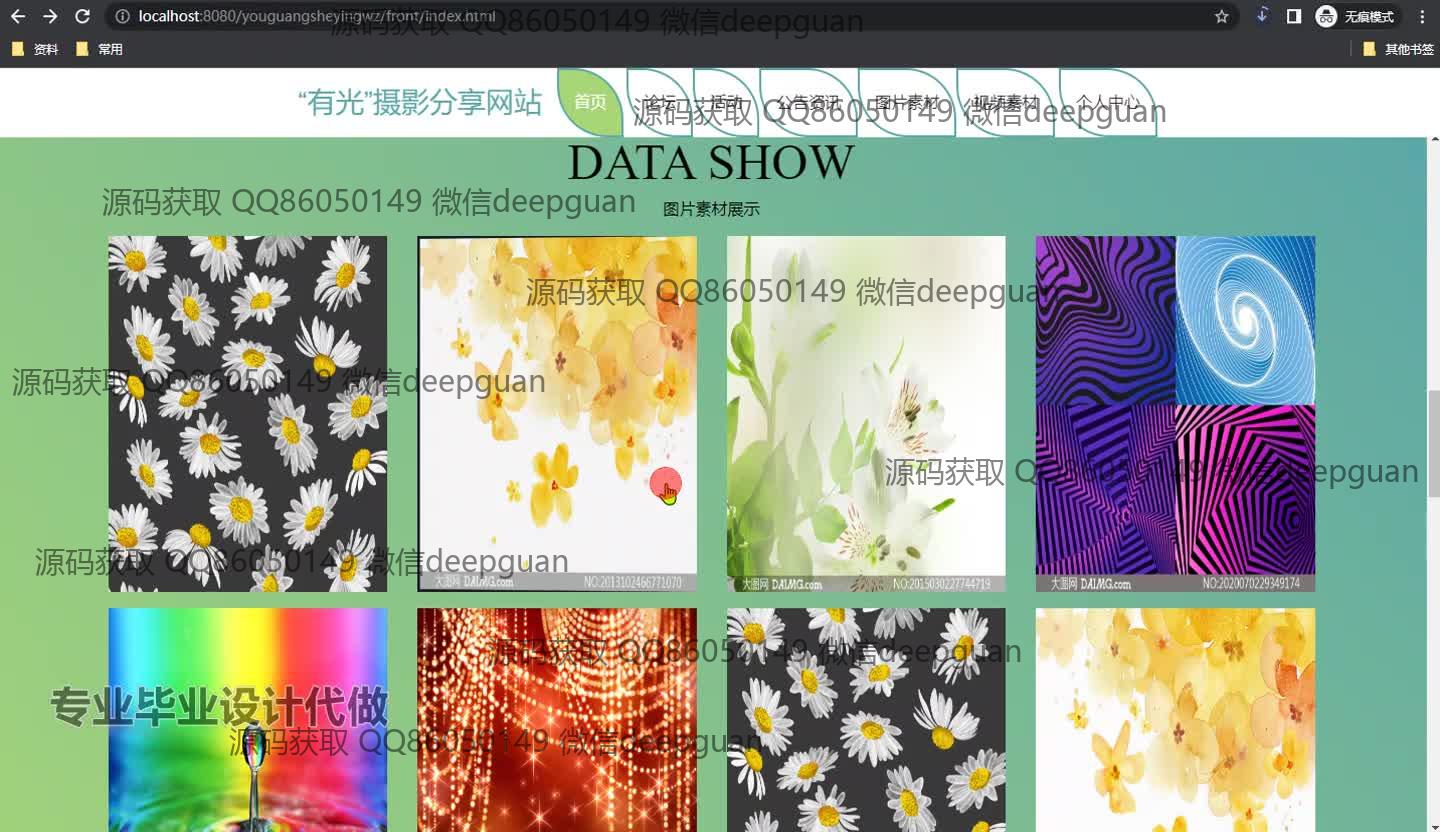 localhost:8080/youguangsheyingwz/front/index.html
无痕模式
源码获取 QQ86050149 微信deepguan
资料
常用
其他书签
“有光”摄影分享网站
首页
论坛
活动
公告资讯
图片素材
视频素材
个人中心
源码获取 QQ86050149 微信deepguan
DATA SHOW
源码获取 QQ86050149 微信deepguan
图片素材展示
源码获取 QQ86050149 微信deepguan
源码获取 QQ86050149 微信deepguan
源码获取 QQ86050149 微信deepguan
源码获取 QQ86050149 微信deepguan
大图网 DAIMG.com NO:2013102466771070
大图网 DAIMG.com NO:2015030227744719
大图网 DAIMG.com NO:2020070229349174
源码获取 QQ86050149 微信deepguan
专业毕业设计代做
源码获取 QQ86050149 微信deepguan